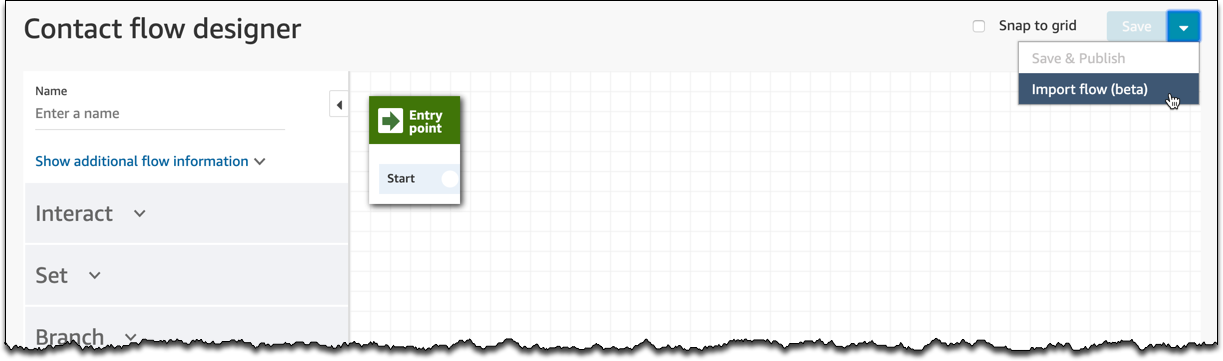 Contact flow designer
Snap to grid
Save
Save & Publish
Import flow (beta)
Name
Enter a name
Show additional flow information
Interact
Set
Branch
Entry
point
Start